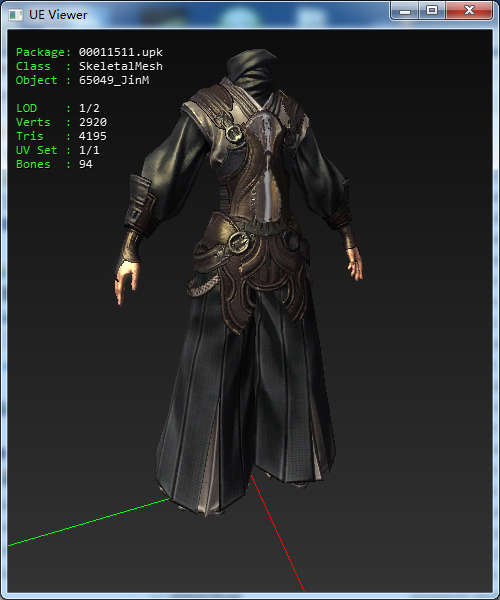 UE Viewer
Package: 00011511.upk
Class : SkeletalMesh
Object : 65049_JinM
LOD : 1/2
Verts : 2920
Tris : 4195
UV Set : 1/1
Bones : 94